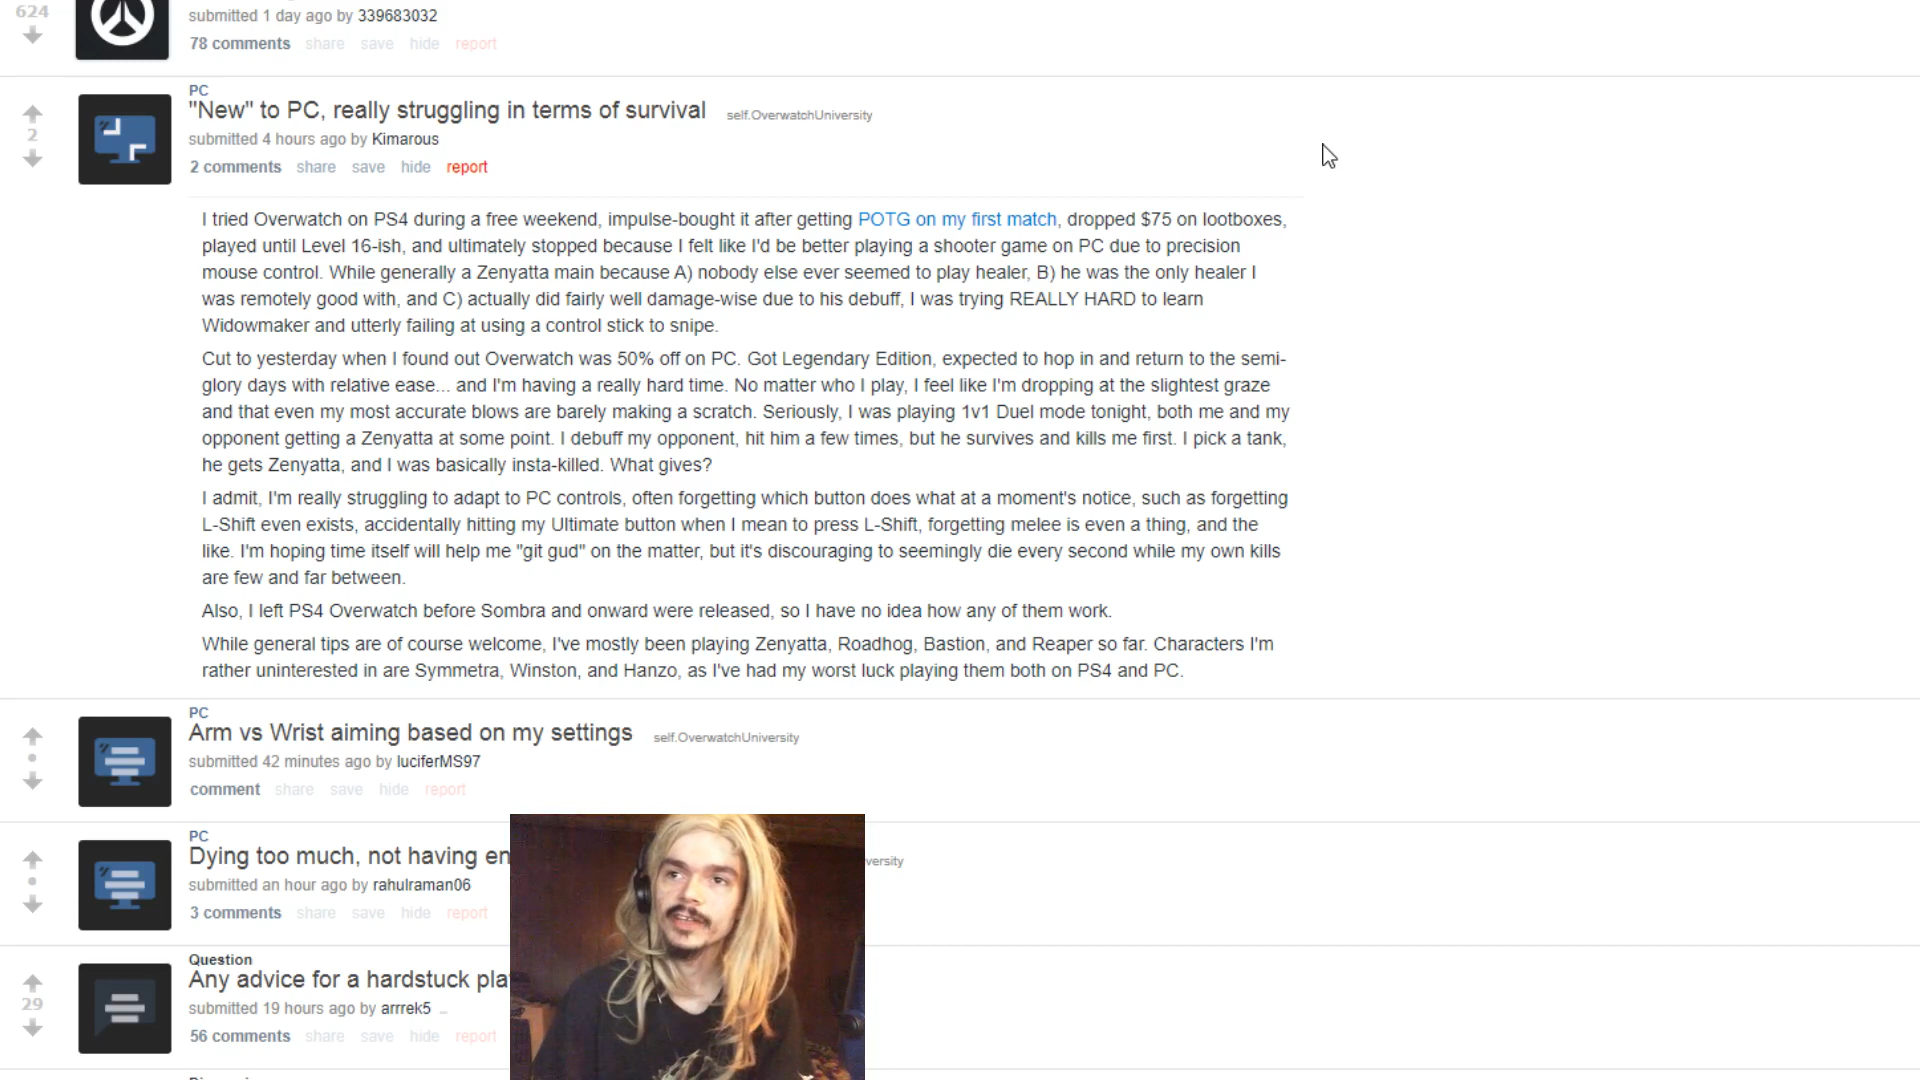 624
submitted 1 day ago by 339683032
78 comments share save hide report
PC
"New" to PC, really struggling in terms of survival self.OverwatchUniversity
2
submitted 4 hours ago by Kimarous
2 comments share save hide report
I tried Overwatch on PS4 during a free weekend, impulse-bought it after getting POTG on my first match, dropped $75 on lootboxes,
played until Level 16-ish, and ultimately stopped because I felt like I'd be better playing a shooter game on PC due to precision
mouse control. While generally a Zenyatta main because A) nobody else ever seemed to play healer, B) he was the only healer I
was remotely good with, and C) actually did fairly well damage-wise due to his debuff, I was trying REALLY HARD to learn
Widowmaker and utterly failing at using a control stick to snipe.
Cut to yesterday when I found out Overwatch was 50% off on PC. Got Legendary Edition, expected to hop in and return to the semi-
glory days with relative ease... and I'm having a really hard time. No matter who I play, I feel like I'm dropping at the slightest graze
and that even my most accurate blows are barely making a scratch. Seriously, I was playing 1v1 Duel mode tonight, both me and my
opponent getting a Zenyatta at some point. I debuff my opponent, hit him a few times, but he survives and kills me first. I pick a tank,
he gets Zenyatta, and I was basically insta-killed. What gives?
I admit, I'm really struggling to adapt to PC controls, often forgetting which button does what at a moment's notice, such as forgetting
L-Shift even exists, accidentally hitting my Ultimate button when I mean to press L-Shift, forgetting melee is even a thing, and the
like. I'm hoping time itself will help me "git gud" on the matter, but it's discouraging to seemingly die every second while my own kills
are few and far between.
Also, I left PS4 Overwatch before Sombra and onward were released, so I have no idea how any of them work.
While general tips are of course welcome, I've mostly been playing Zenyatta, Roadhog, Bastion, and Reaper so far. Characters I'm
rather uninterested in are Symmetra, Winston, and Hanzo, as I've had my worst luck playing them both on PS4 and PC.
PC
Arm vs Wrist aiming based on my settings self.OverwatchUniversity
submitted 42 minutes ago by luciferMS97
comment share save hide report
PC
Dying too much, not having en versity
submitted an hour ago by rahulraman06
3 comments share save hide report
Question
Any advice for a hardstuck pla
29
submitted 19 hours ago by arrrek5
56 comments share save hide report